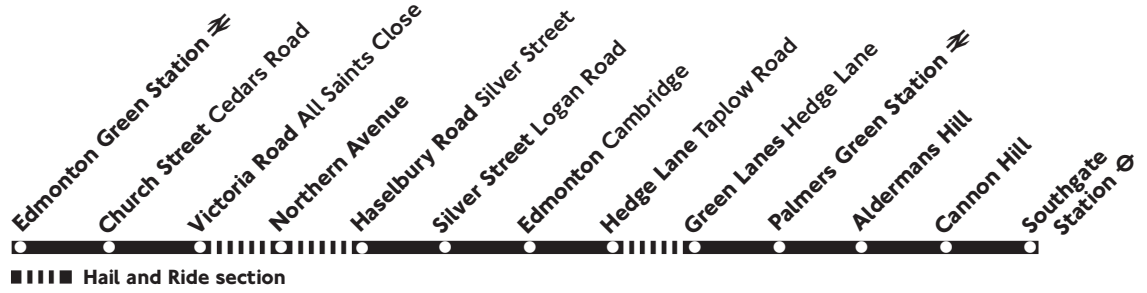 Edmonton Green Station
Church Street Cedars Road
Victoria Road All Saints Close
Northern Avenue
Haselbury Road Silver Street
Silver Street Logan Road
Edmonton Cambridge
Hedge Lane Taplow Road
Green Lanes Hedge Lane
Palmers Green Station
Aldermans Hill
Cannon Hill
Southgate
Station
Hail and Ride section